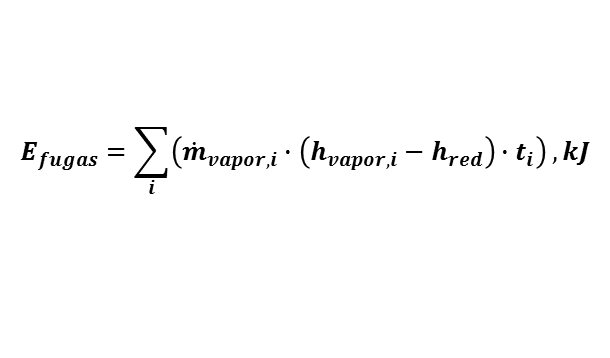 E_fugas = ∑_i (ṁ_vapor,i · (h_vapor,i − h_red) · t_i) , kJ